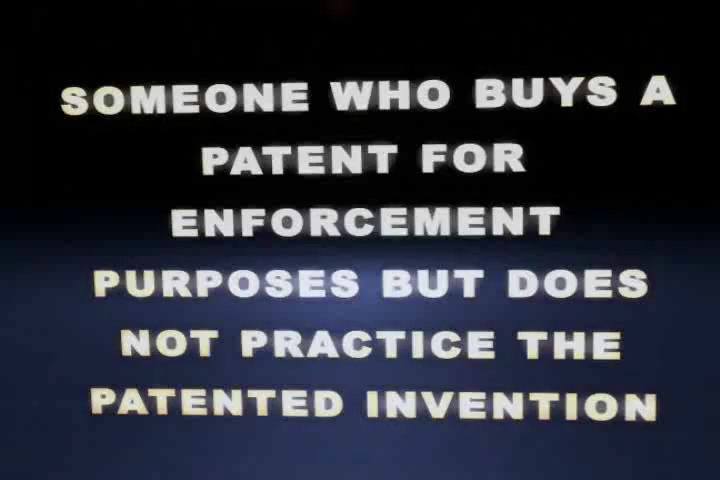 SOMEONE WHO BUYS A
PATENT FOR
ENFORCEMENT
PURPOSES BUT DOES
NOT PRACTICE THE
PATENTED INVENTION